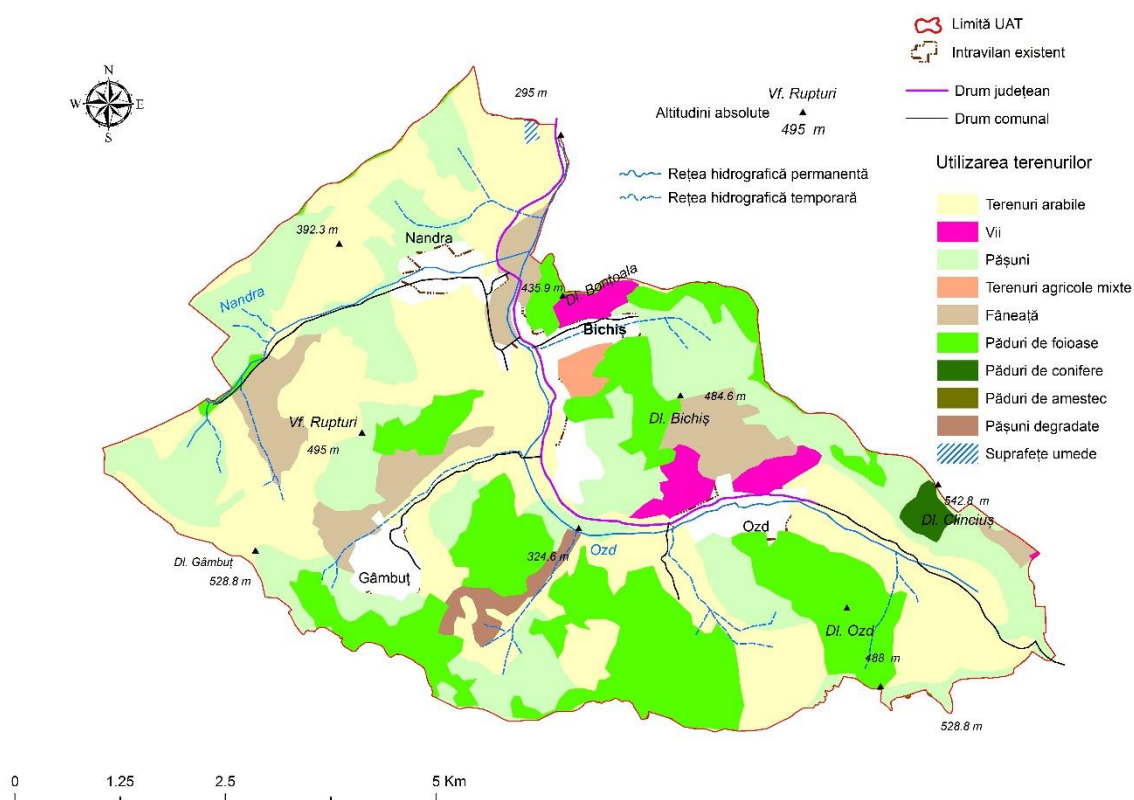 Limită UAT
Intravilan existent
Drum județean
Drum comunal
Vf. Rupturi
Altitudini absolute
495 m
Rețea hidrografică permanentă
Rețea hidrografică temporară
Utilizarea terenurilor
Terenuri arabile
Vii
Pășuni
Terenuri agricole mixte
Fâneață
Păduri de foioase
Păduri de conifere
Păduri de amestec
Pășuni degradate
Suprafețe umede
N
W
E
S
295 m
392.3 m
Nandra
Nandra
435.9 m
Dl. Bontoala
Bichiș
484.6 m
Dl. Bichiș
Vf. Rupturi
495 m
542.8 m
Dl. Clincius
Ozd
Ozd
324.6 m
Dl. Gâmbuț
528.8 m
Gâmbuț
Dl. Ozd
488 m
528.8 m
0
1.25
2.5
5 Km